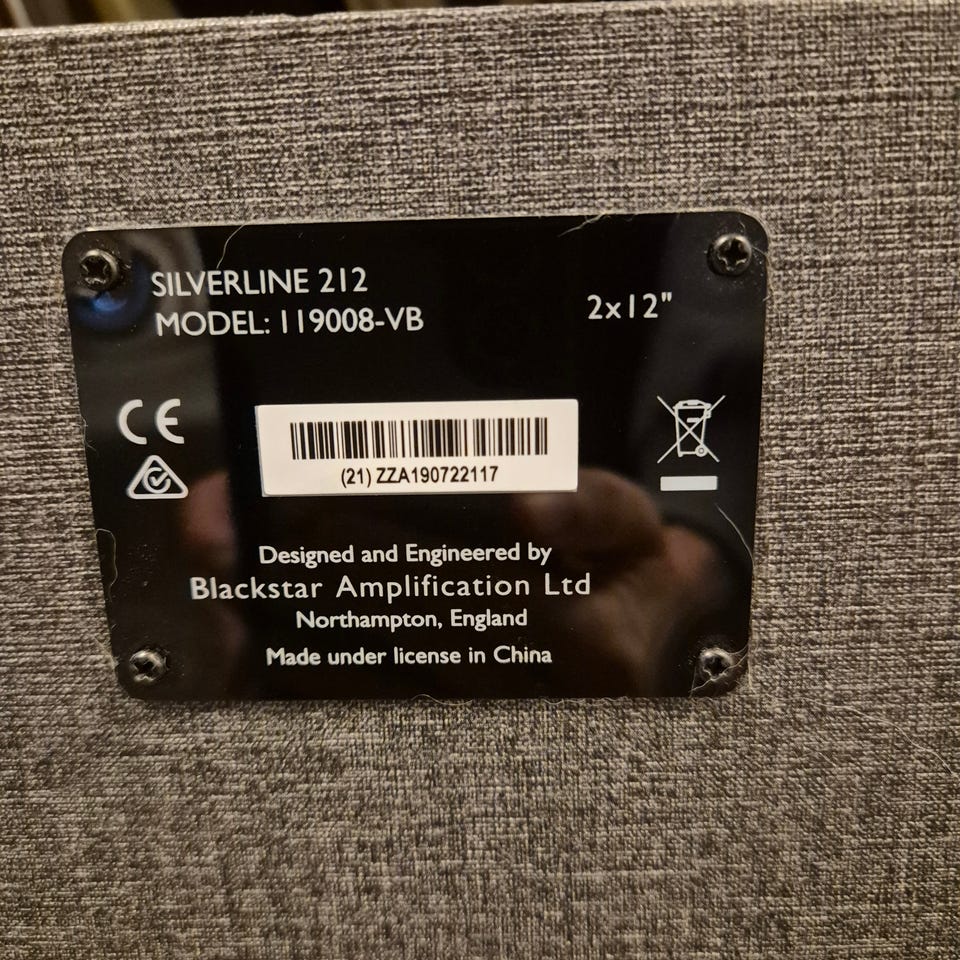 SILVERLINE 212
MODEL: 119008-VB
2x12"
CE
(21) ZZA190722117
Designed and Engineered by
Blackstar Amplification Ltd
Northampton, England
Made under license in China